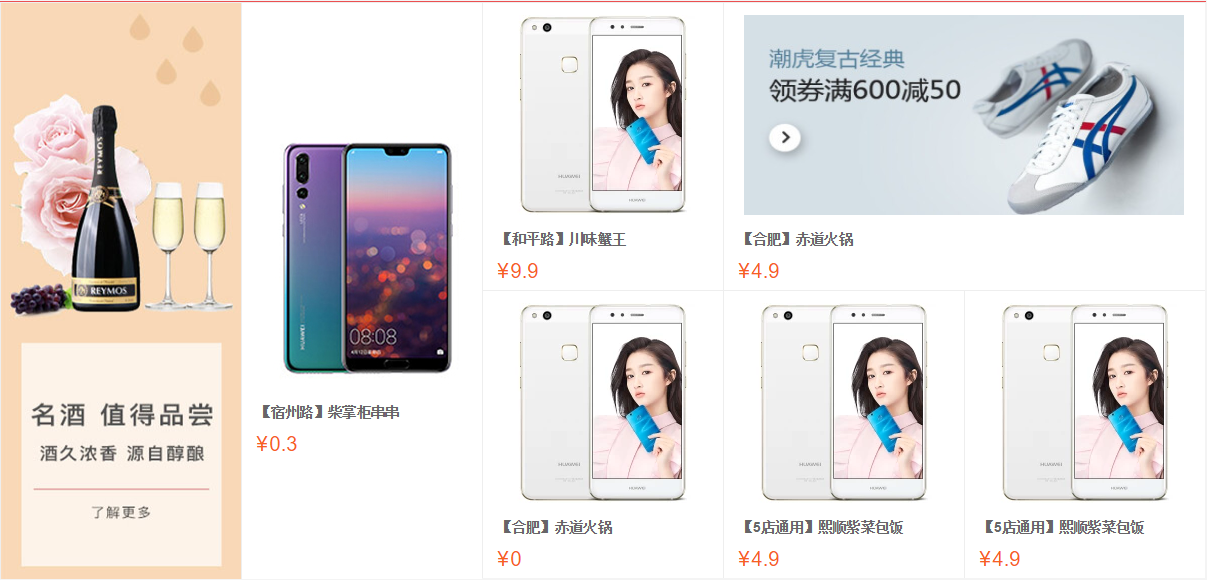 REYMOS
REYMOS
名酒 值得品尝
酒久浓香 源自醇酿
了解更多
HUAWEI
08:08
【宿州路】柴掌柜串串
¥0.3
HUAWEI
HUAWEI
【和平路】川味蟹王
¥9.9
潮虎复古经典
领券满600减50
【合肥】赤道火锅
¥4.9
HUAWEI
HUAWEI
【合肥】赤道火锅
¥0
HUAWEI
HUAWEI
【5店通用】熙顺紫菜包饭
¥4.9
HUAWEI
HUAWEI
【5店通用】熙顺紫菜包饭
¥4.9